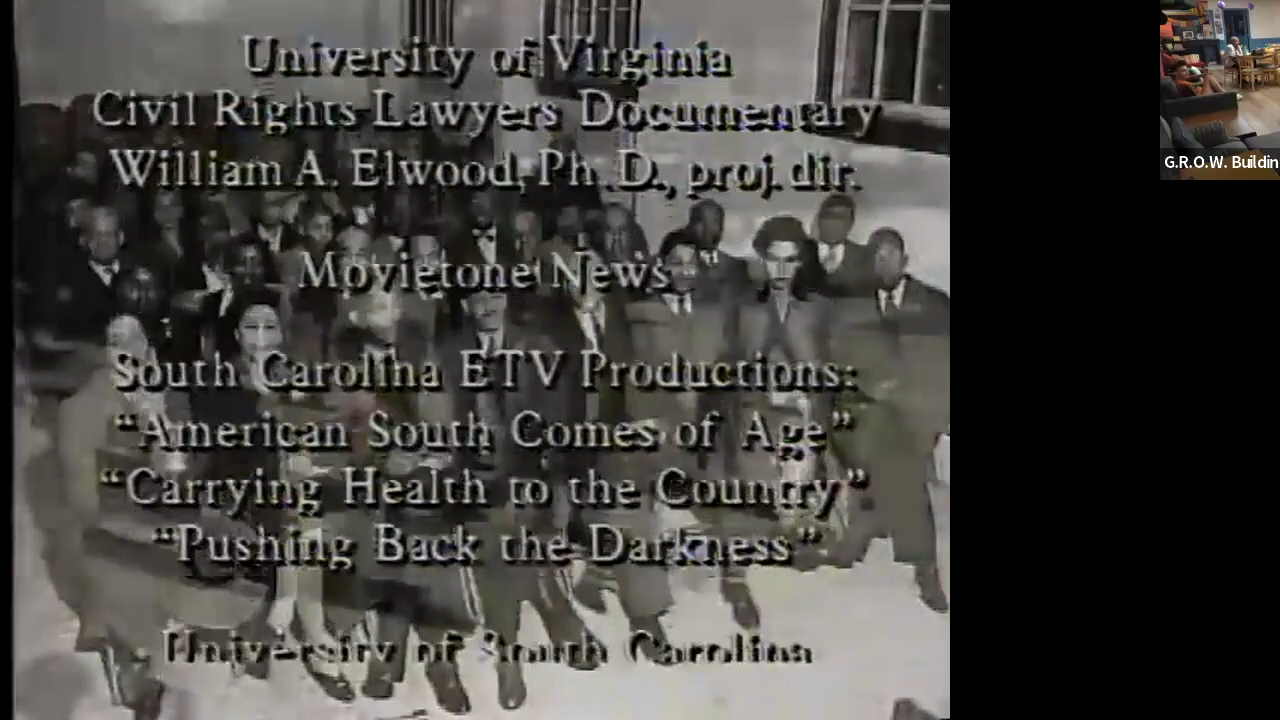 University of Virginia
Civil Rights Lawyers Documentary
William A. Elwood, Ph. D., proj. dir.
Movietone News
South Carolina ETV Productions:
“American South Comes of Age”
“Carrying Health to the Country”
“Pushing Back the Darkness”
University of South Carolina
G.R.O.W. Buildin